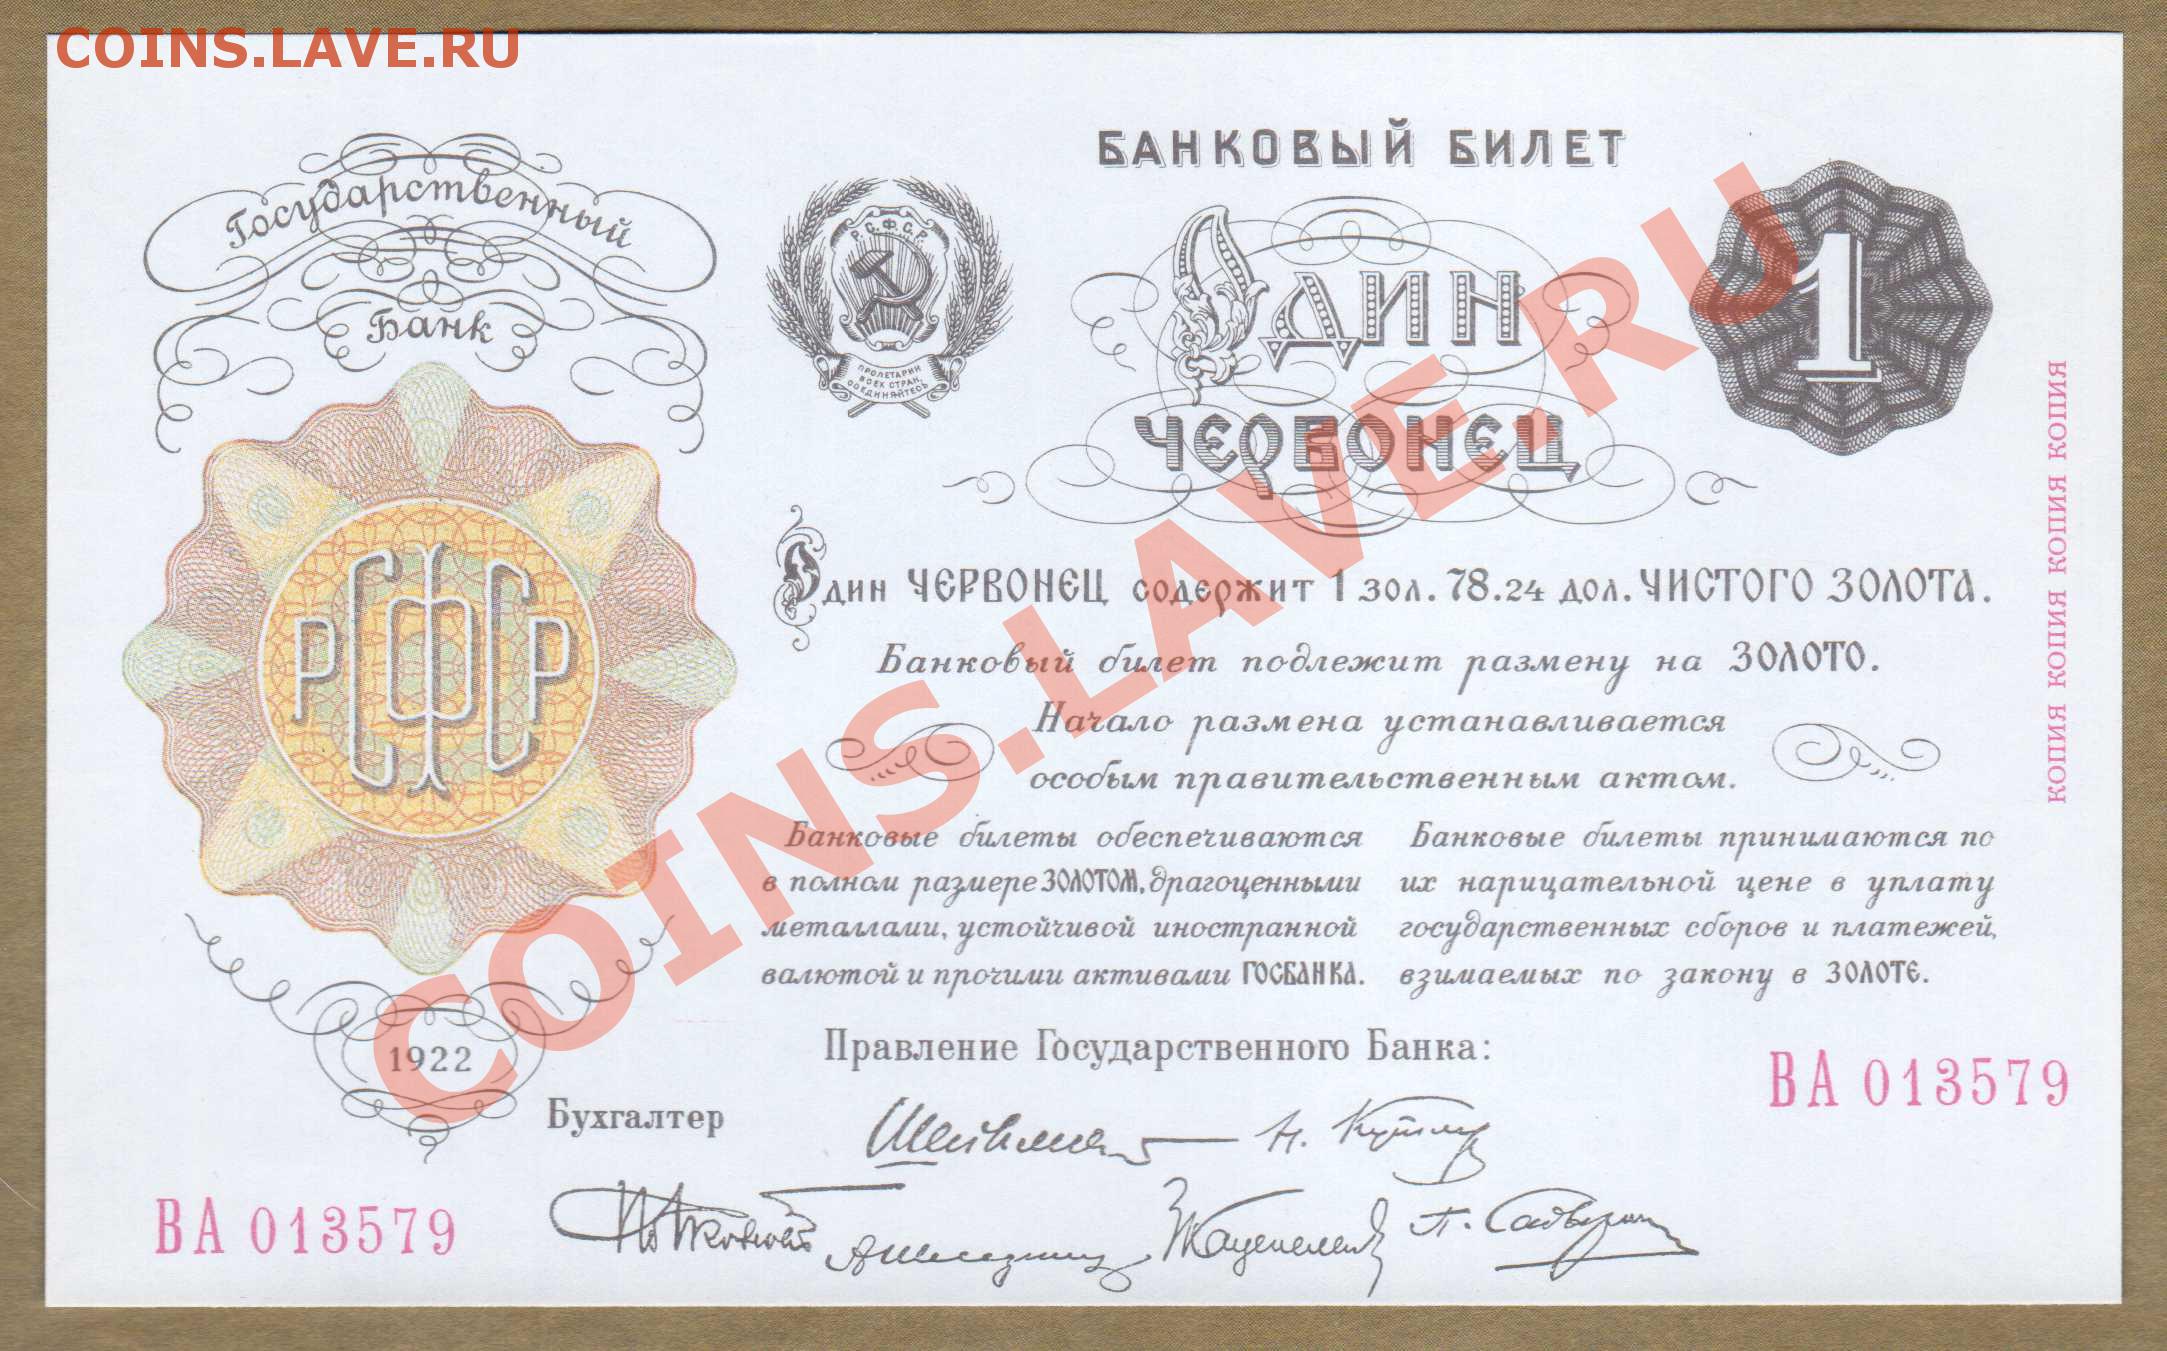 COINS.LAVE.RU
Государственный
Банк
РСФСР
1922
Р.С.Ф.С.Р.
ПРОЛЕТАРИИ
ВСЕХ СТРАН,
СОЕДИНЯЙТЕСЬ
БАНКОВЫЙ БИЛЕТ
ОДИН
ЧЕРВОНЕЦ
1
Один ЧЕРВОНЕЦ содержит 1 зол. 78.24 дол. ЧИСТОГО ЗОЛОТА.
Банковый билет подлежит размену на ЗОЛОТО.
Начало размена устанавливается
особым правительственным актом.
Банковые билеты обеспечиваются
в полном размере ЗОЛОТОМ, драгоценными
металлами, устойчивой иностранной
валютой и прочими активами ГОСБАНКА.
Банковые билеты принимаются по
их нарицательной цене в уплату
государственных сборов и платежей,
взимаемых по закону в ЗОЛОТЕ.
Правление Государственного Банка:
Бухгалтер
ВА 013579
ВА 013579
КОПИЯ КОПИЯ КОПИЯ КОПИЯ
COINS.LAVE.RU